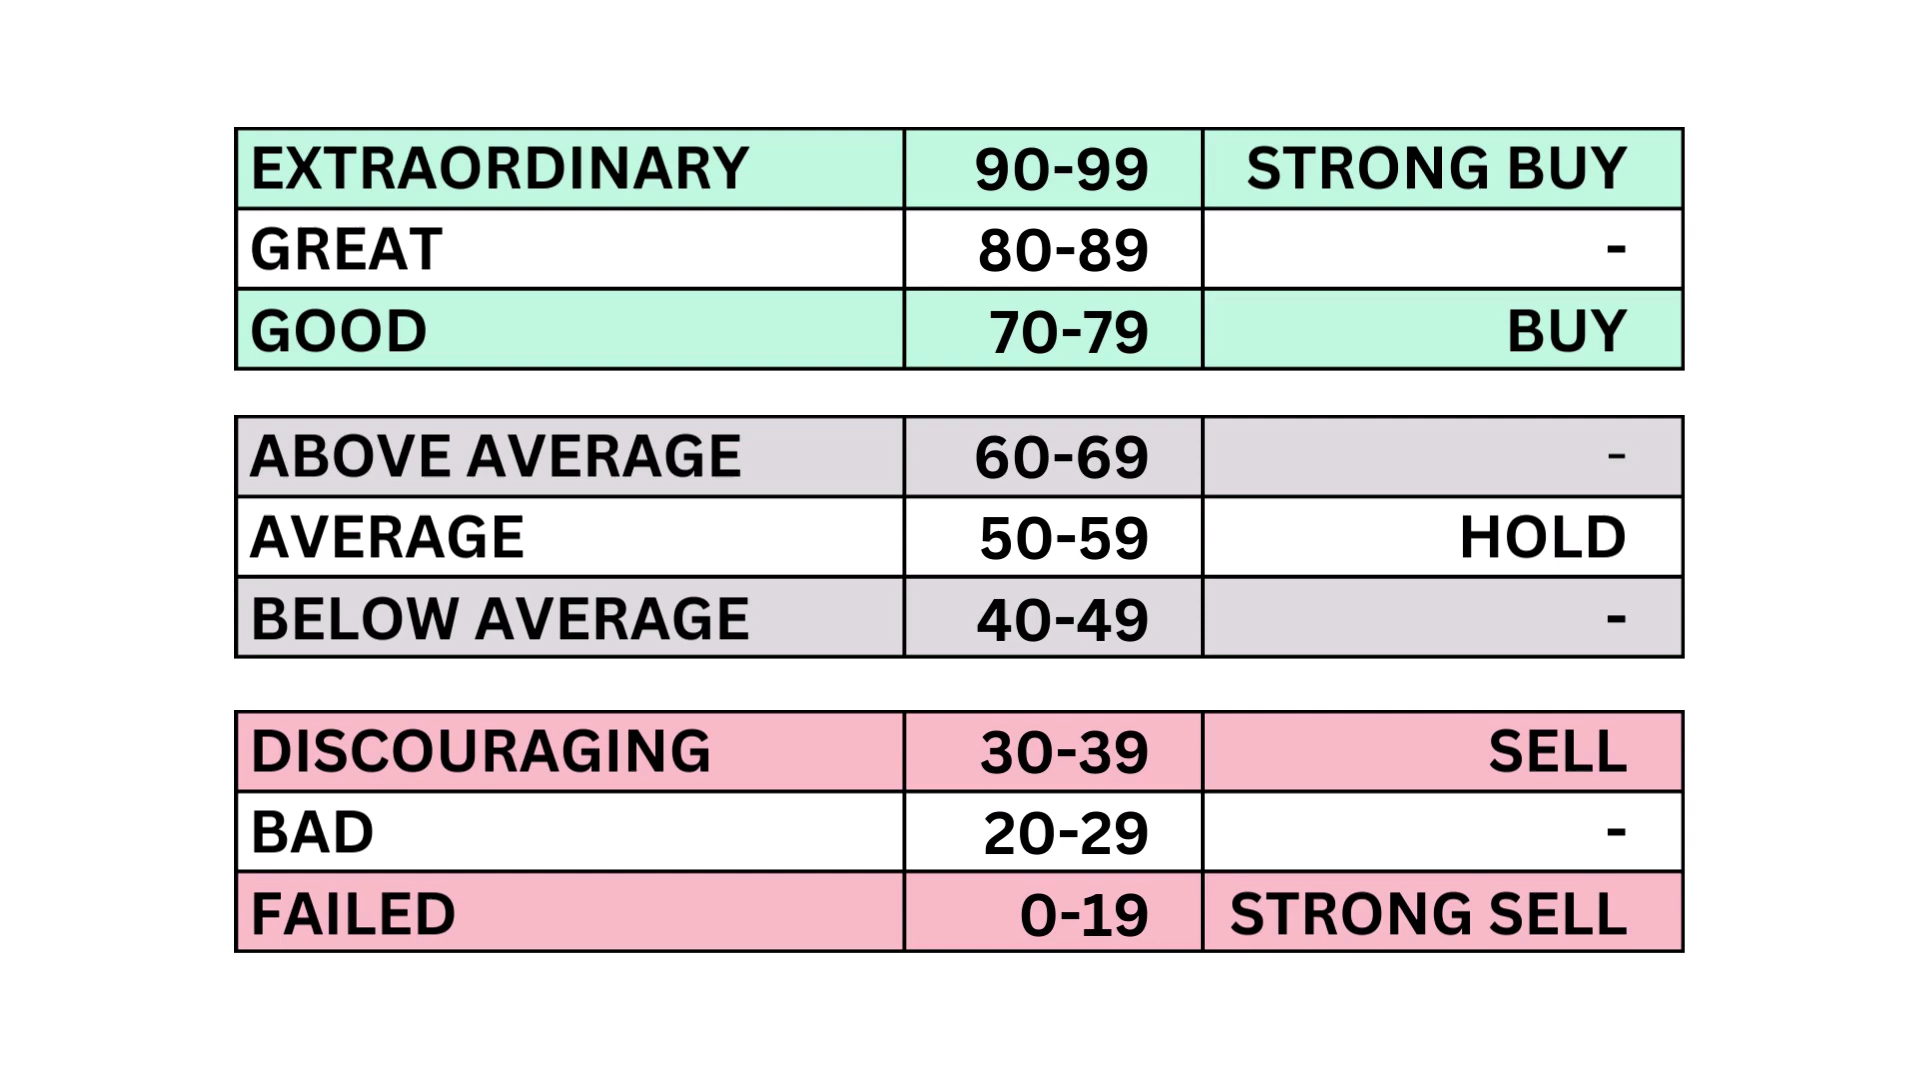 EXTRAORDINARY 90-99 STRONG BUY
GREAT 80-89 -
GOOD 70-79 BUY
ABOVE AVERAGE 60-69 -
AVERAGE 50-59 HOLD
BELOW AVERAGE 40-49 -
DISCOURAGING 30-39 SELL
BAD 20-29 -
FAILED 0-19 STRONG SELL